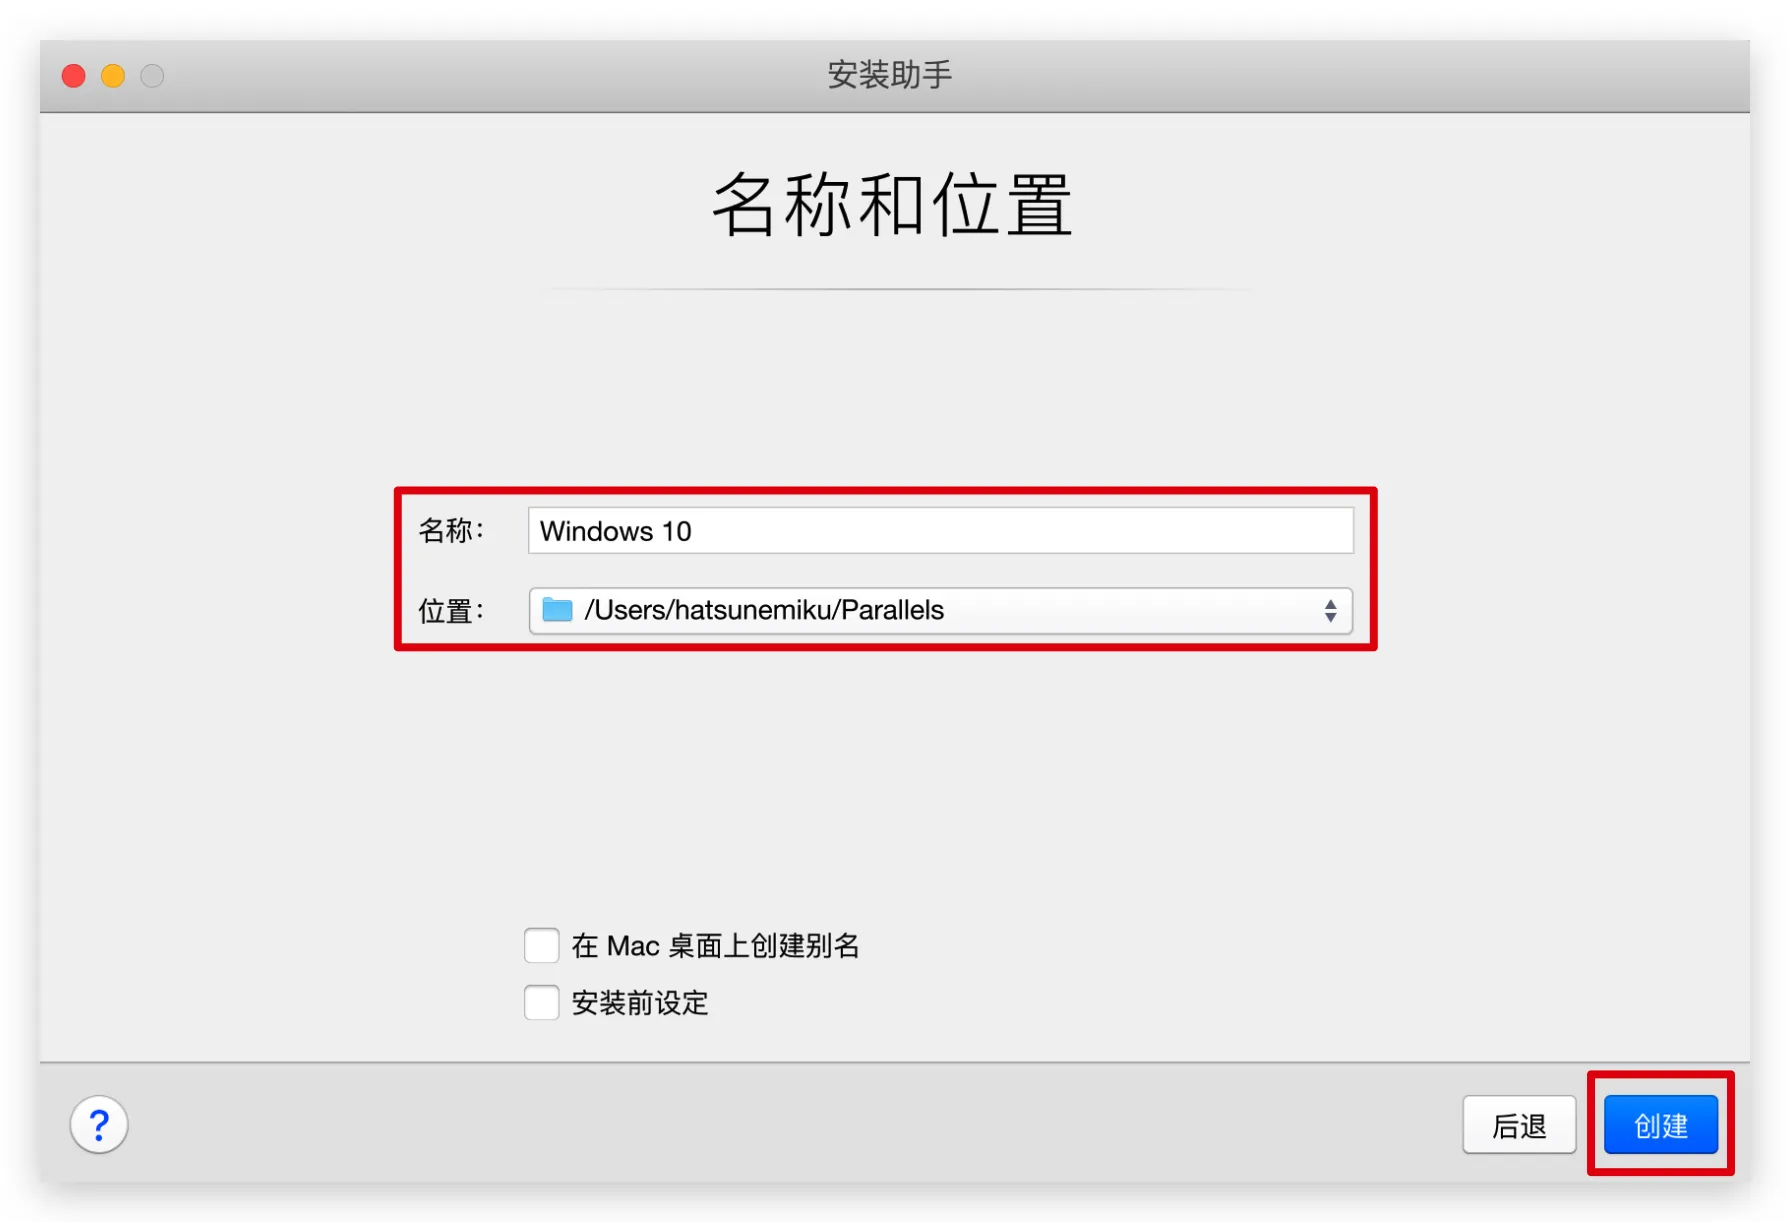 安装助手
名称和位置
名称： Windows 10
位置： /Users/hatsunemiku/Parallels
在 Mac 桌面上创建别名
安装前设定
? 后退 创建